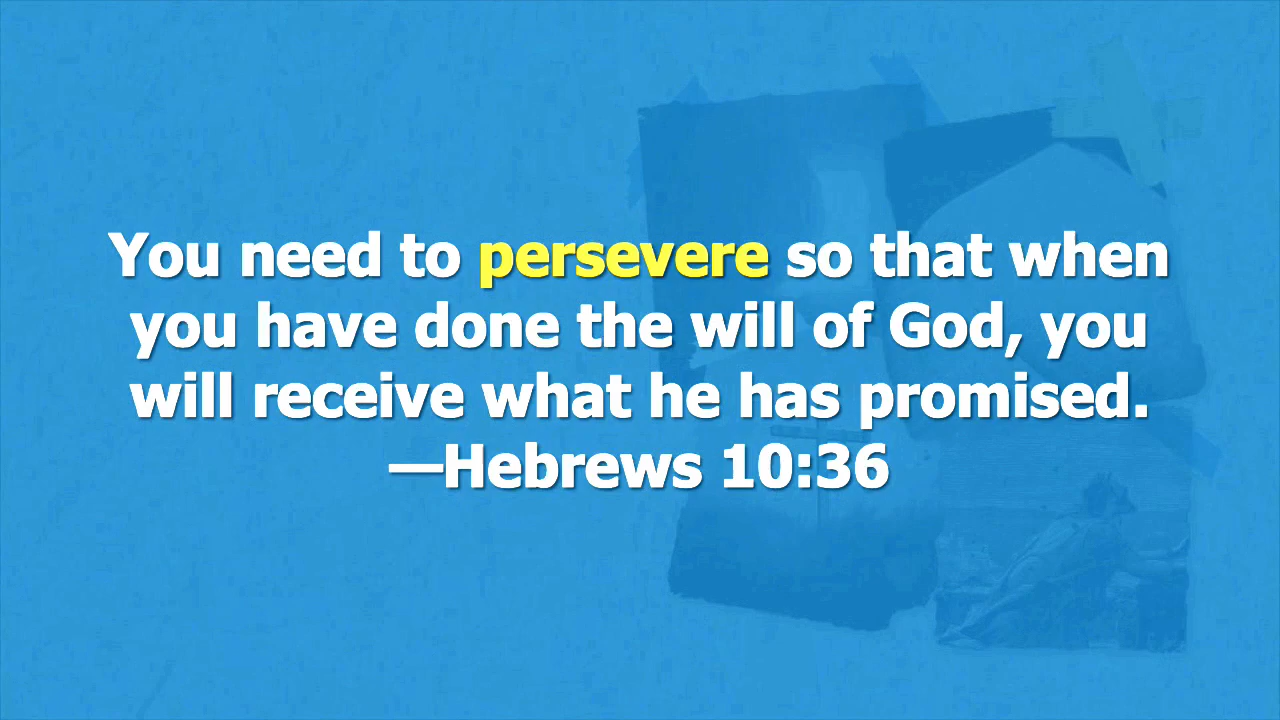 You need to persevere so that when
you have done the will of God, you
will receive what he has promised.
—Hebrews 10:36